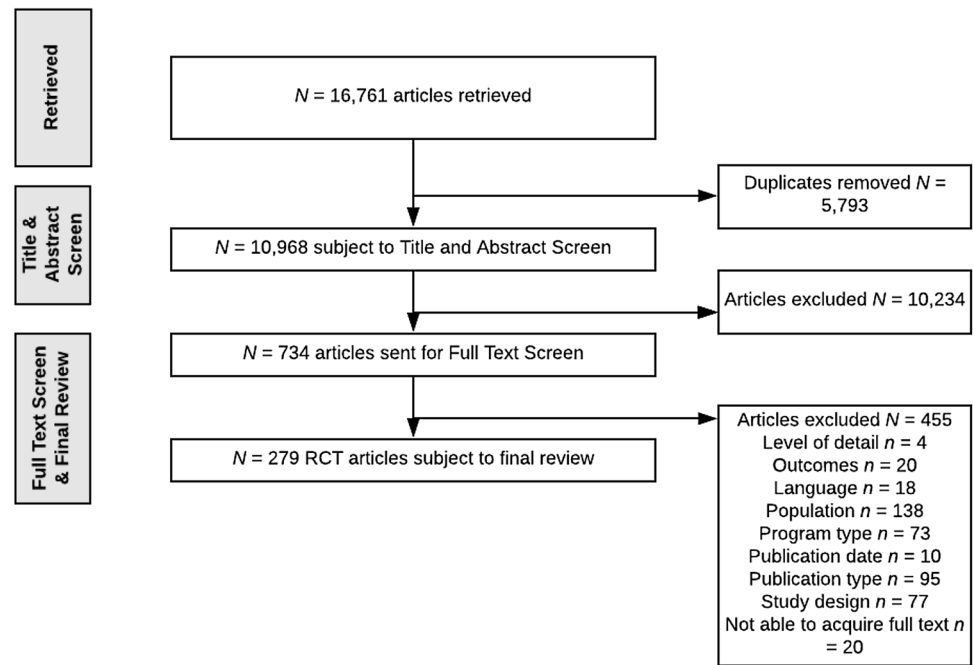 Retrieved
N = 16,761 articles retrieved
Duplicates removed N =
5,793
Title &
Abstract
Screen
N = 10,968 subject to Title and Abstract Screen
Articles excluded N = 10,234
Full Text Screen
& Final Review
N = 734 articles sent for Full Text Screen
N = 279 RCT articles subject to final review
Articles excluded N = 455
Level of detail n = 4
Outcomes n = 20
Language n = 18
Population n = 138
Program type n = 73
Publication date n = 10
Publication type n = 95
Study design n = 77
Not able to acquire full text n
= 20